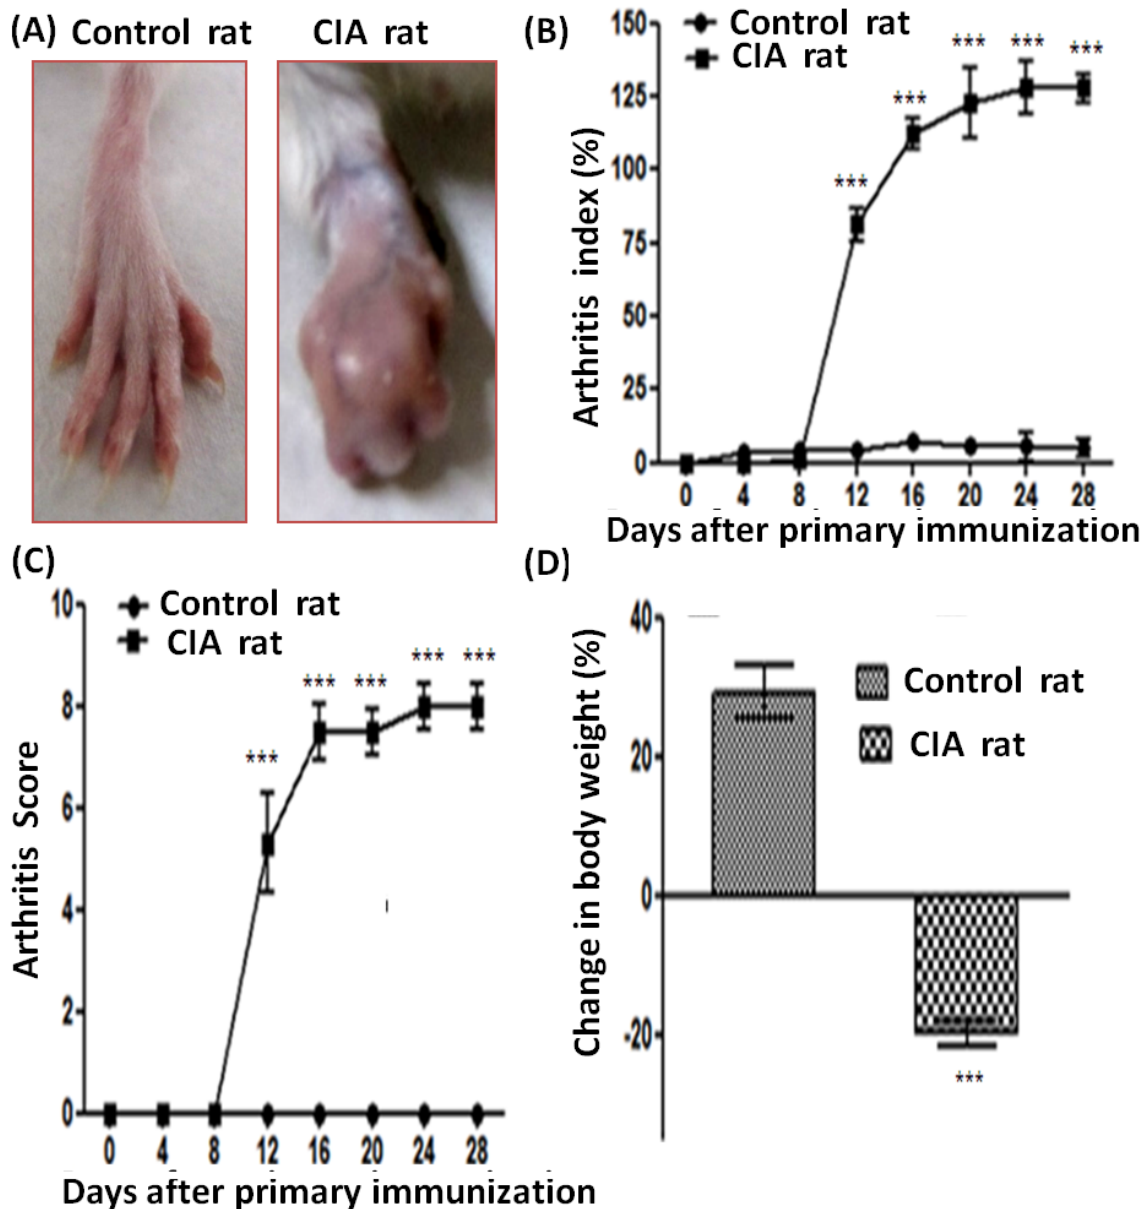 (A) Control rat CIA rat
(B)
Control rat
CIA rat
***
***
***
***
***
Arthritis index (%)
150
125
100
75
50
25
0
0 4 8 12 16 20 24 28
Days after primary immunization
(C)
Control rat
CIA rat
***
***
***
***
***
Arthritis Score
10
8
6
4
2
0
0 4 8 12 16 20 24 28
Days after primary immunization
(D)
Control rat
CIA rat
Change in body weight (%)
40
20
0
-20
***